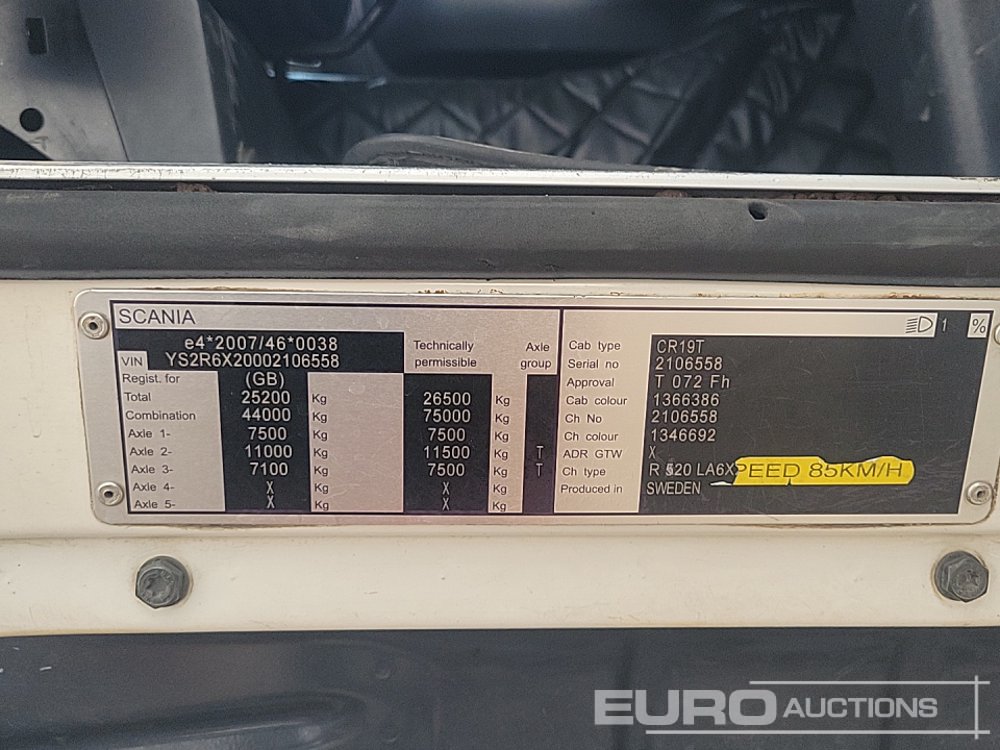 SCANIA
e4*2007/46*0038
VIN YS2R6X20002106558
Technically permissible
Axle group
Regist. for (GB)
Total 25200 Kg 26500 Kg
Combination 44000 Kg 75000 Kg
Axle 1- 7500 Kg 7500 Kg
Axle 2- 11000 Kg 11500 Kg T
Axle 3- 7100 Kg 7500 Kg T
Axle 4- X Kg X Kg
Axle 5- X Kg X Kg
1 %
Cab type CR19T
Serial no 2106558
Approval T 072 Fh
Cab colour 1366386
Ch No 2106558
Ch colour 1346692
ADR GTW X
Ch type R 520 LA6X
PEED 85KM/H
Produced in SWEDEN
EURO AUCTIONS